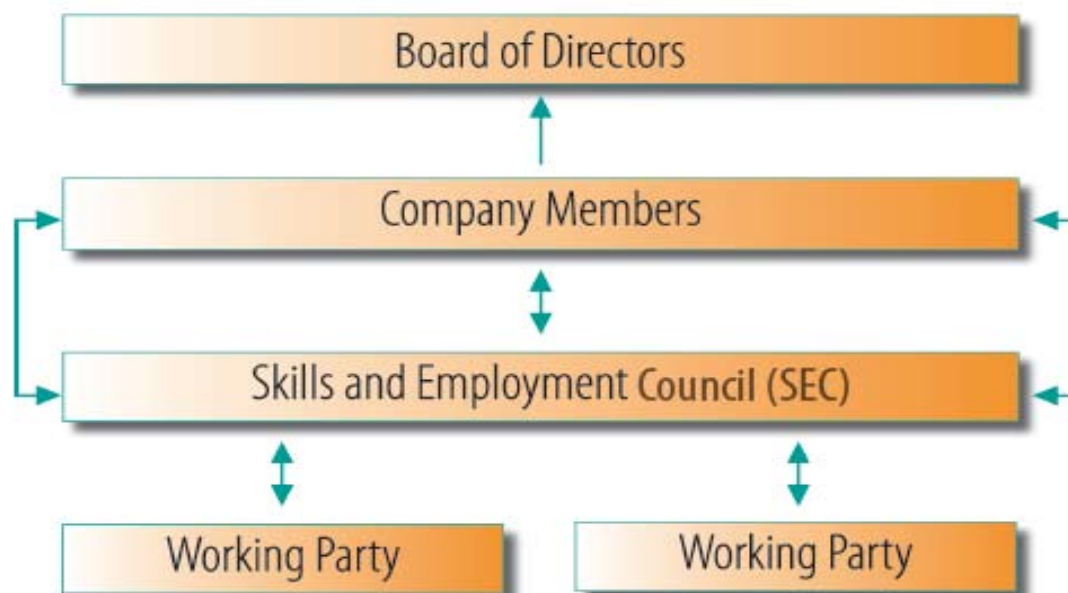 Board of Directors
Company Members
Skills and Employment Council (SEC)
Working Party
Working Party